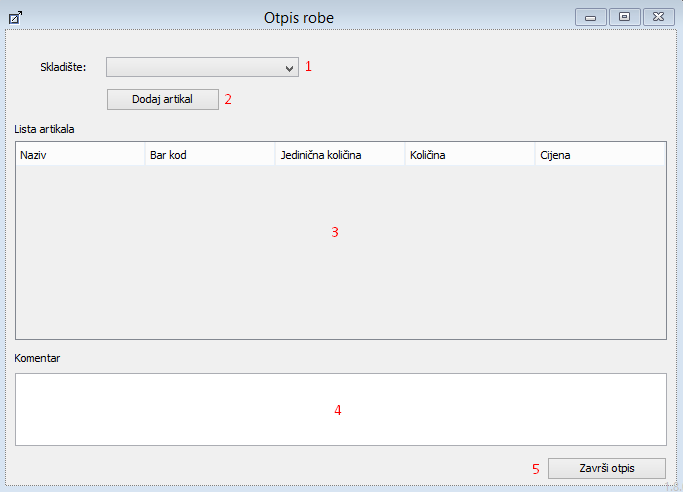 Otpis robe
Skladište: 1
Dodaj artikal 2
Lista artikala
Naziv Bar kod Jedinična količina Količina Cijena
3
Komentar
4
5 Završi otpis